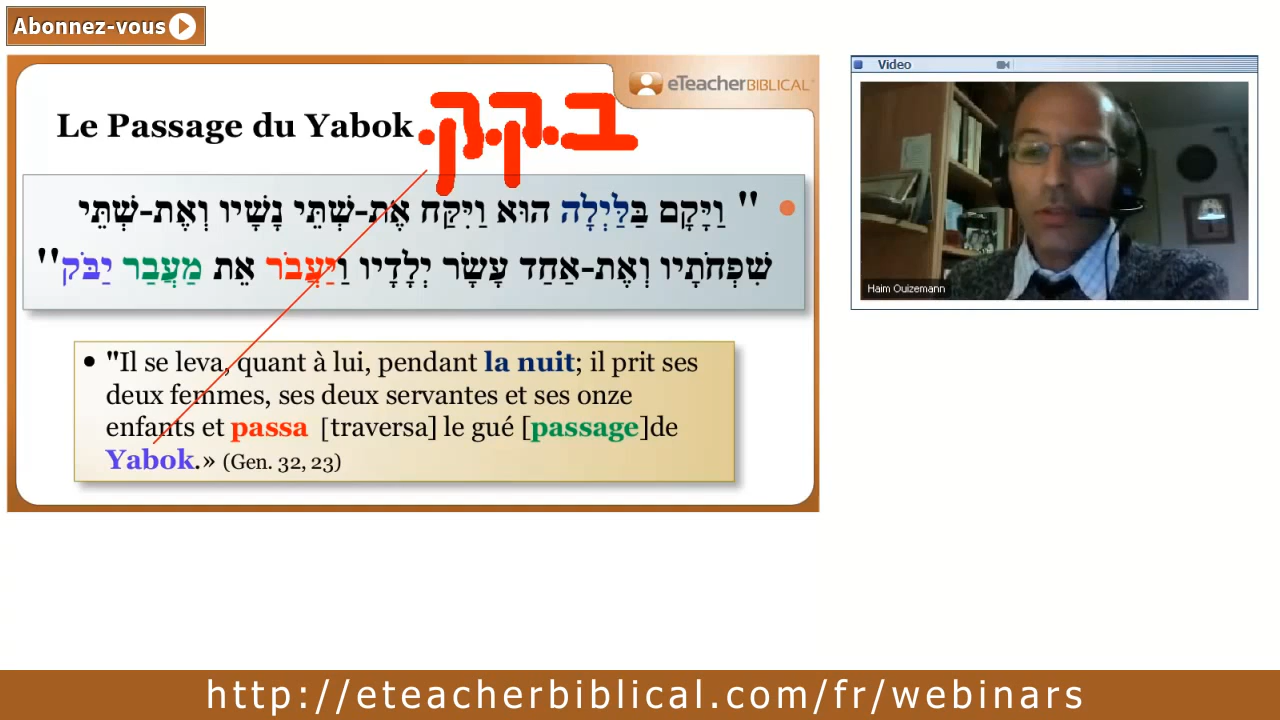 Abonnez-vous
eTeacherBIBLICAL
Le Passage du Yabok
ב.ק.ק.
" וַיָּקָם בַּלַּיְלָה הוּא וַיִּקַּח אֶת-שְׁתֵּי נָשָׁיו וְאֶת-שְׁתֵּי
שִׁפְחֹתָיו וְאֶת-אַחַד עָשָׂר יְלָדָיו וַיַּעֲבֹר אֵת מַעֲבַר יַבֹּק"
• "Il se leva, quant à lui, pendant la nuit; il prit ses
deux femmes, ses deux servantes et ses onze
enfants et passa [traversa] le gué [passage]de
Yabok.» (Gen. 32, 23)
Video
Haim Ouizemann
http://eteacherbiblical.com/fr/webinars